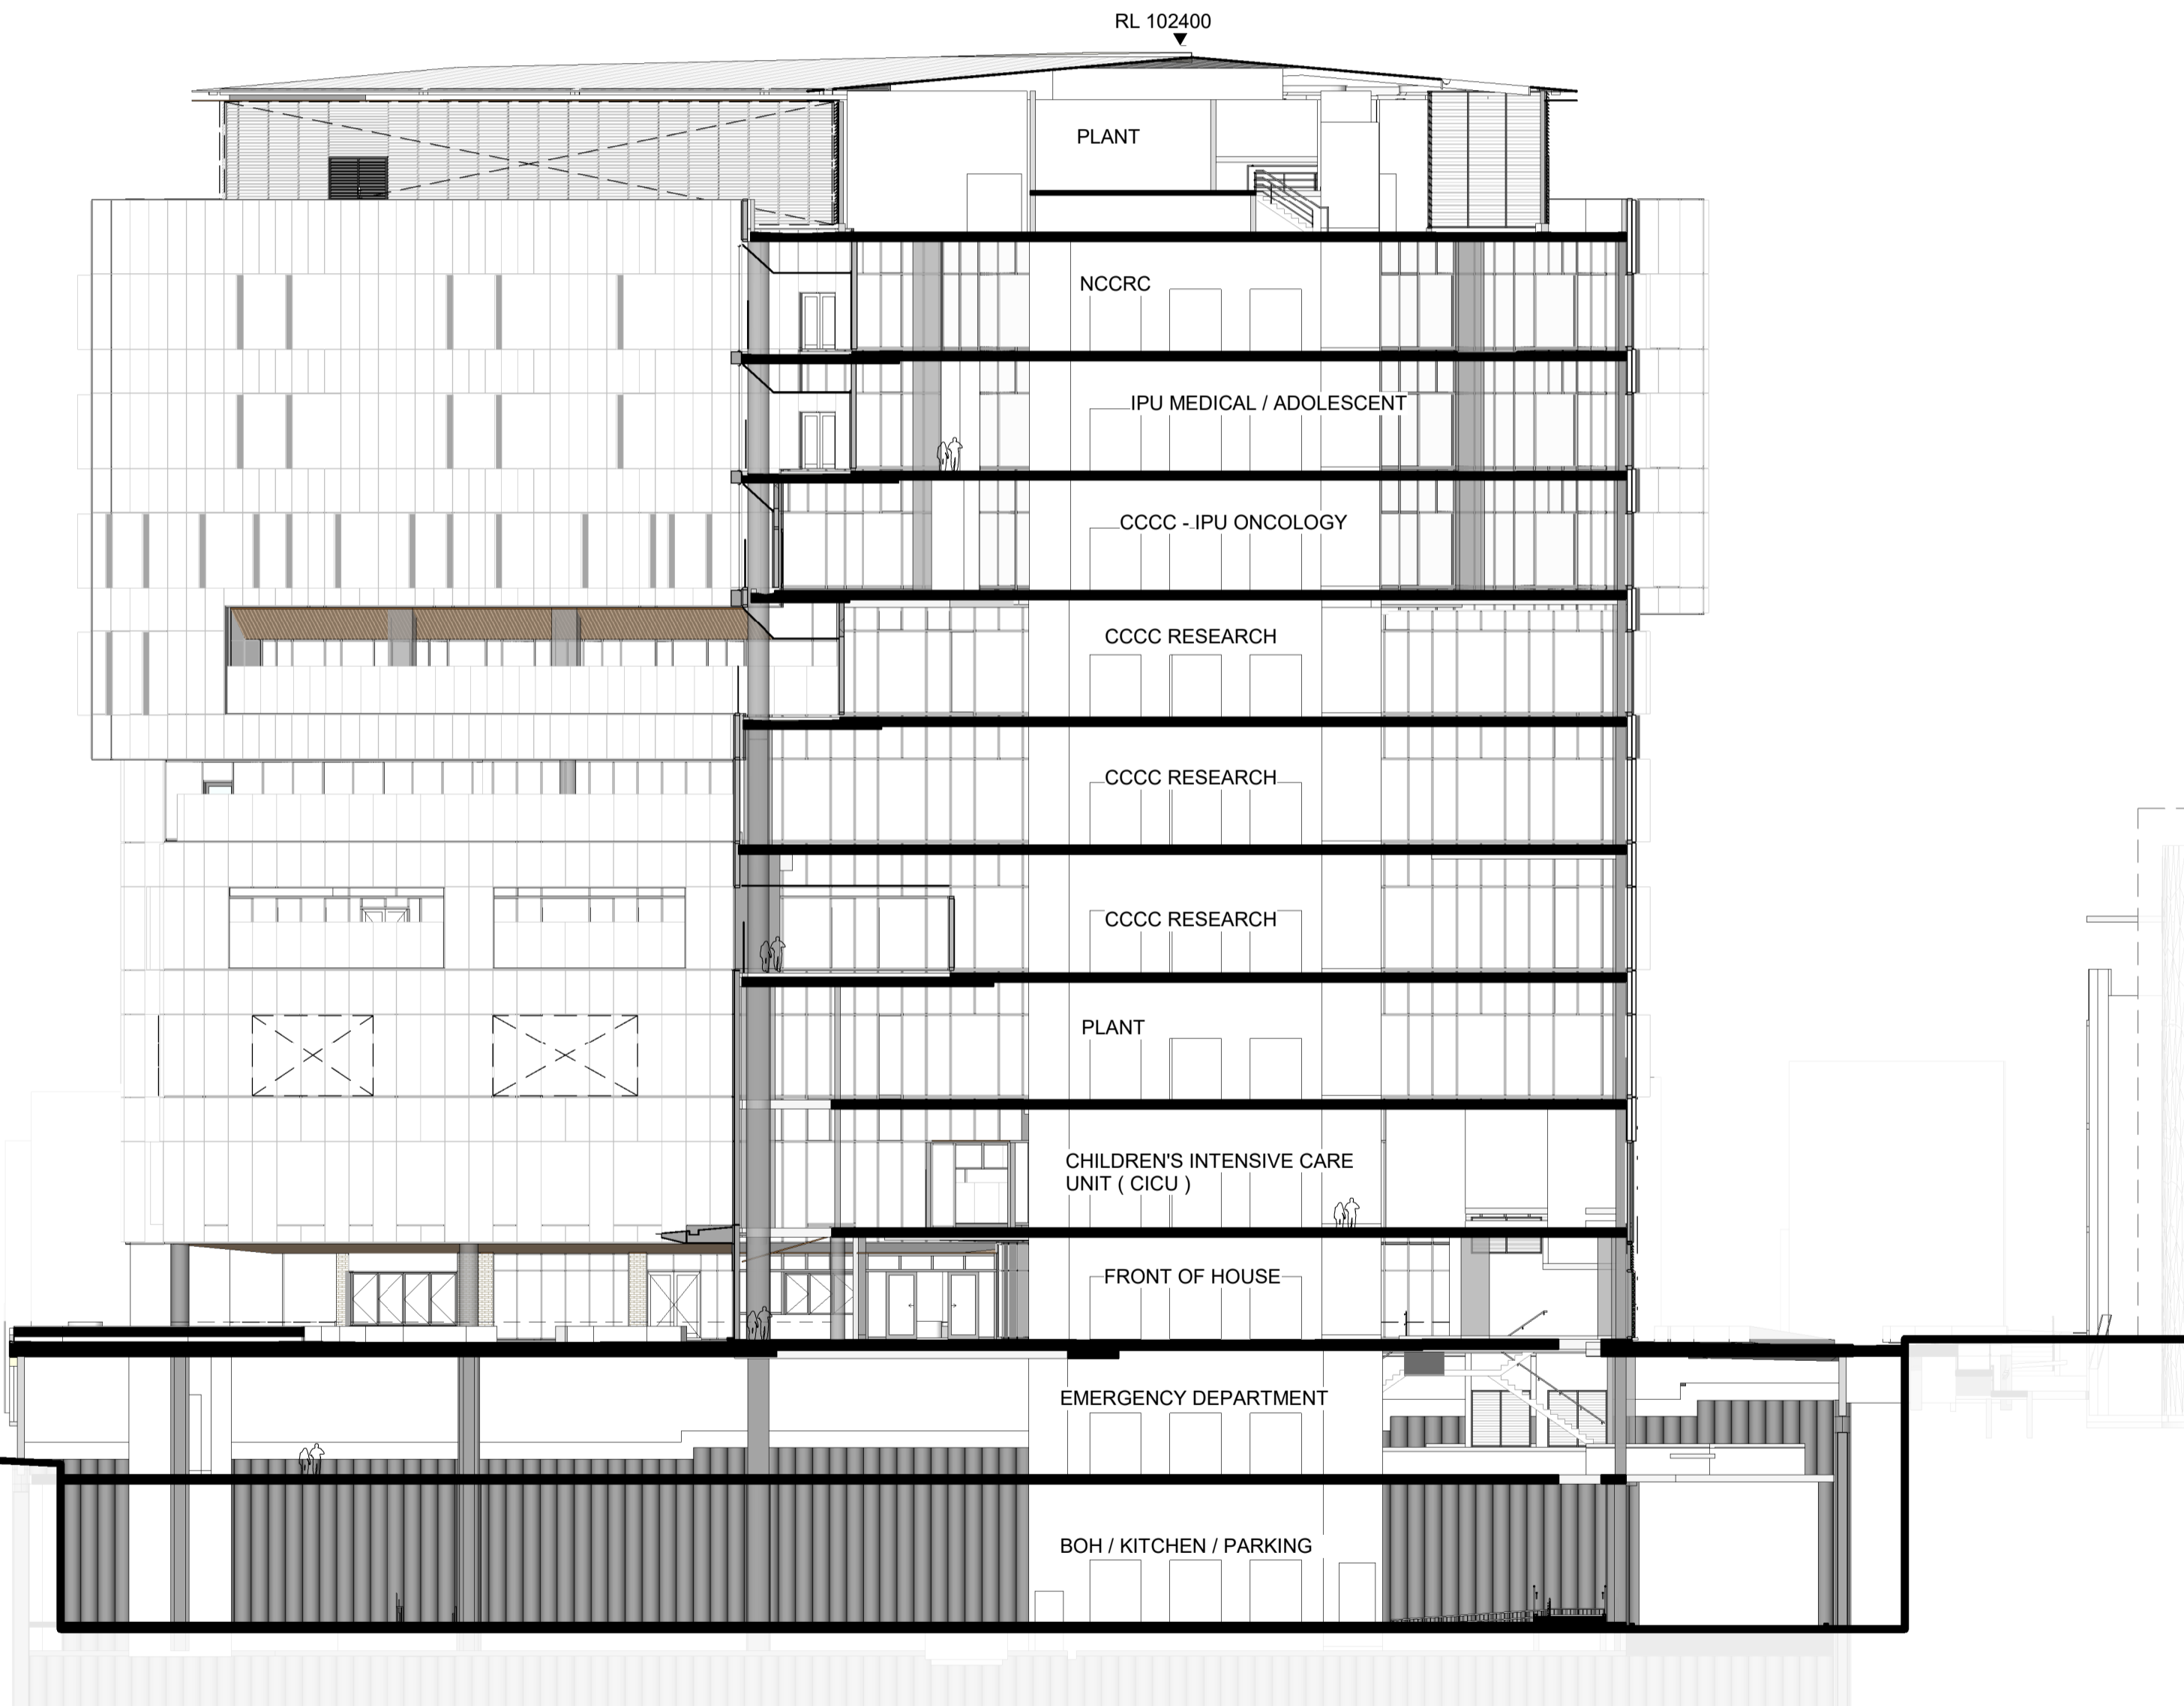 RL 102400
PLANT
NCCRC
IPU MEDICAL / ADOLESCENT
CCCC - IPU ONCOLOGY
CCCC RESEARCH
CCCC RESEARCH
CCCC RESEARCH
PLANT
CHILDREN'S INTENSIVE CARE
UNIT ( CICU )
FRONT OF HOUSE
EMERGENCY DEPARTMENT
BOH / KITCHEN / PARKING